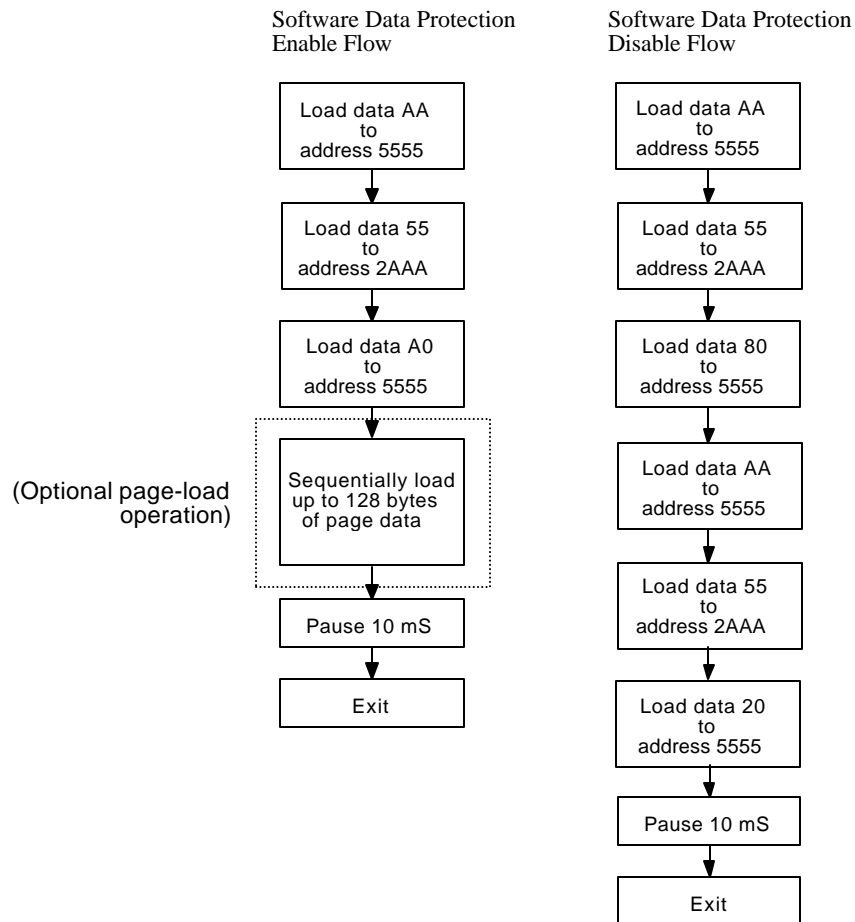 Software Data Protection
Enable Flow
Load data AA
to
address 5555
Load data 55
to
address 2AAA
Load data A0
to
address 5555
(Optional page-load
operation)
Sequentially load
up to 128 bytes
of page data
Pause 10 mS
Exit
Software Data Protection
Disable Flow
Load data AA
to
address 5555
Load data 55
to
address 2AAA
Load data 80
to
address 5555
Load data AA
to
address 5555
Load data 55
to
address 2AAA
Load data 20
to
address 5555
Pause 10 mS
Exit